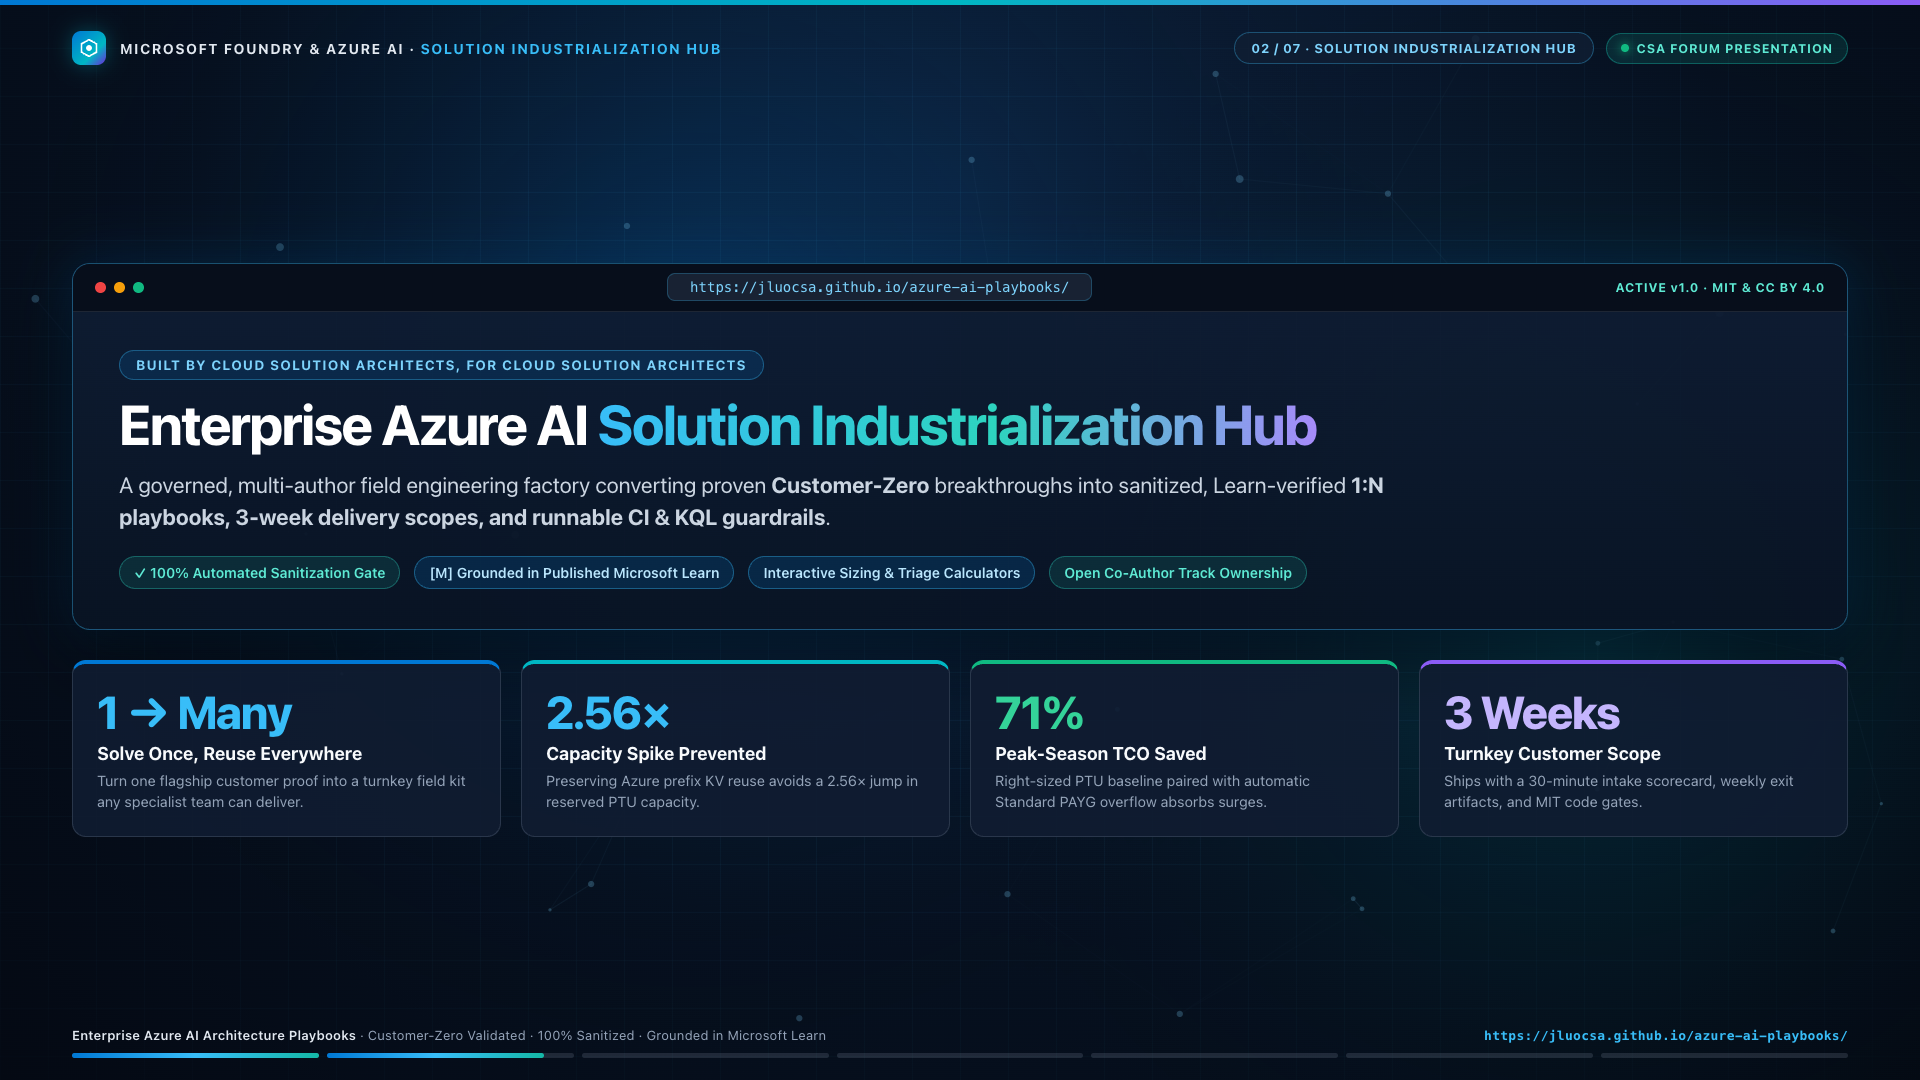 MICROSOFT FOUNDRY & AZURE AI · SOLUTION INDUSTRIALIZATION HUB
02 / 07 · SOLUTION INDUSTRIALIZATION HUB
CSA FORUM PRESENTATION
https://jluocsa.github.io/azure-ai-playbooks/
ACTIVE v1.0 · MIT & CC BY 4.0
BUILT BY CLOUD SOLUTION ARCHITECTS, FOR CLOUD SOLUTION ARCHITECTS
Enterprise Azure AI Solution Industrialization Hub
A governed, multi-author field engineering factory converting proven Customer-Zero breakthroughs into sanitized, Learn-verified 1:N
playbooks, 3-week delivery scopes, and runnable CI & KQL guardrails.
✓ 100% Automated Sanitization Gate
[M] Grounded in Published Microsoft Learn
Interactive Sizing & Triage Calculators
Open Co-Author Track Ownership
1 → Many
Solve Once, Reuse Everywhere
Turn one flagship customer proof into a turnkey field kit
any specialist team can deliver.
2.56×
Capacity Spike Prevented
Preserving Azure prefix KV reuse avoids a 2.56× jump in
reserved PTU capacity.
71%
Peak-Season TCO Saved
Right-sized PTU baseline paired with automatic
Standard PAYG overflow absorbs surges.
3 Weeks
Turnkey Customer Scope
Ships with a 30-minute intake scorecard, weekly exit
artifacts, and MIT code gates.
Enterprise Azure AI Architecture Playbooks · Customer-Zero Validated · 100% Sanitized · Grounded in Microsoft Learn
https://jluocsa.github.io/azure-ai-playbooks/